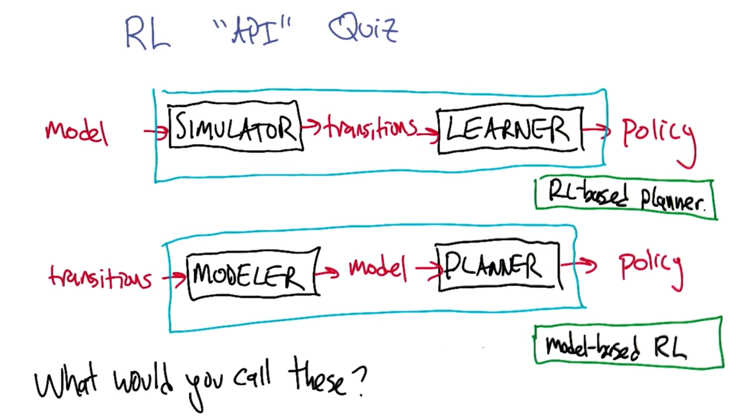 RL "API" Quiz
model → SIMULATOR → transitions → LEARNER → policy
RL-based planner.
transitions → MODELER → model → PLANNER → policy
model-based RL
What would you call these?